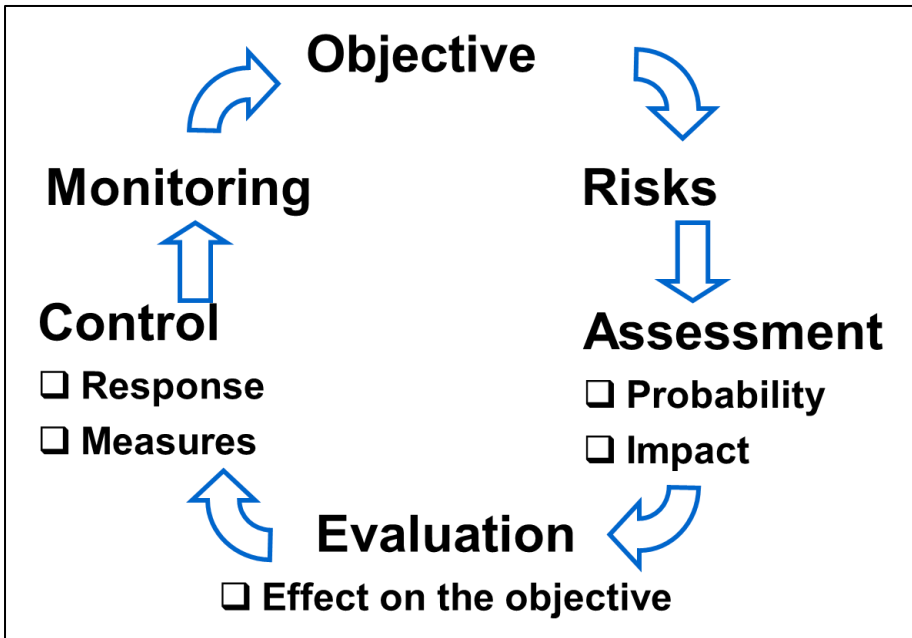 Objective
Monitoring
Risks
Control
❑ Response
❑ Measures
Assessment
❑ Probability
❑ Impact
Evaluation
❑ Effect on the objective